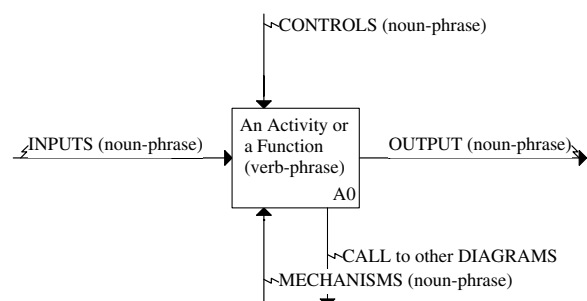 CONTROLS (noun-phrase)
An Activity or
a Function
(verb-phrase)
A0
INPUTS (noun-phrase)
OUTPUT (noun-phrase)
CALL to other DIAGRAMS
MECHANISMS (noun-phrase)